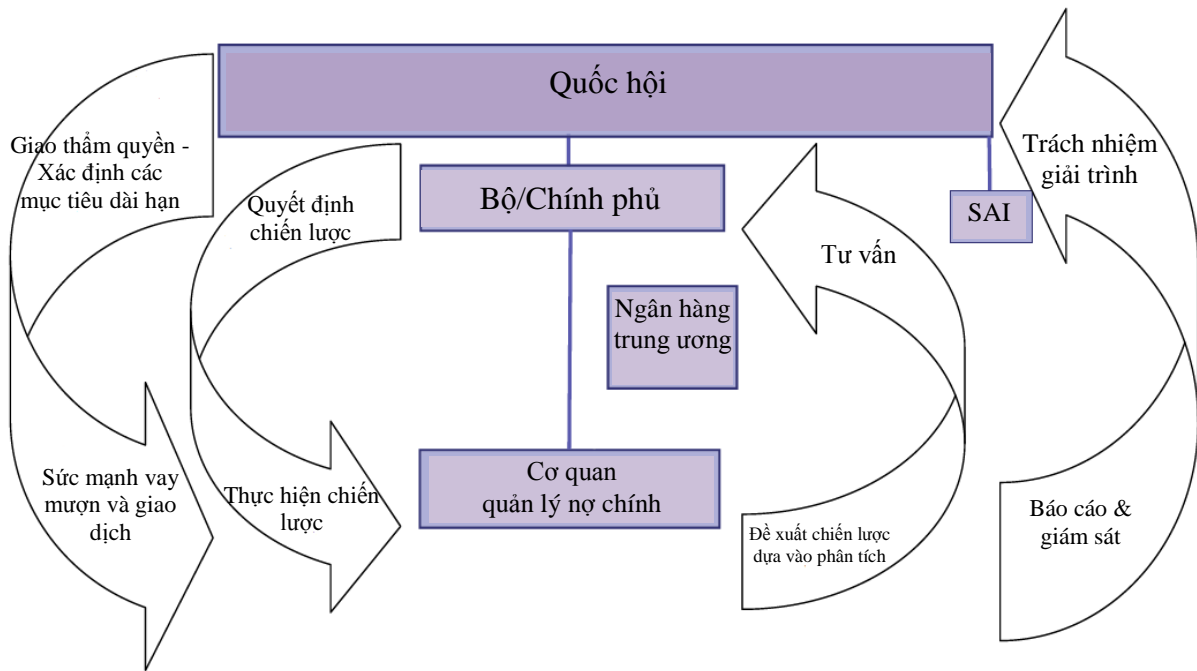 Quốc hội
Giao thẩm quyền -
Xác định các
mục tiêu dài hạn
Trách nhiệm
giải trình
Quyết định
chiến lược
Bộ/Chính phủ
SAI
Tư vấn
Ngân hàng
trung ương
Sức mạnh vay
mượn và giao
dịch
Thực hiện chiến
lược
Cơ quan
quản lý nợ chính
Đề xuất chiến lược
dựa vào phân tích
Báo cáo &
giám sát